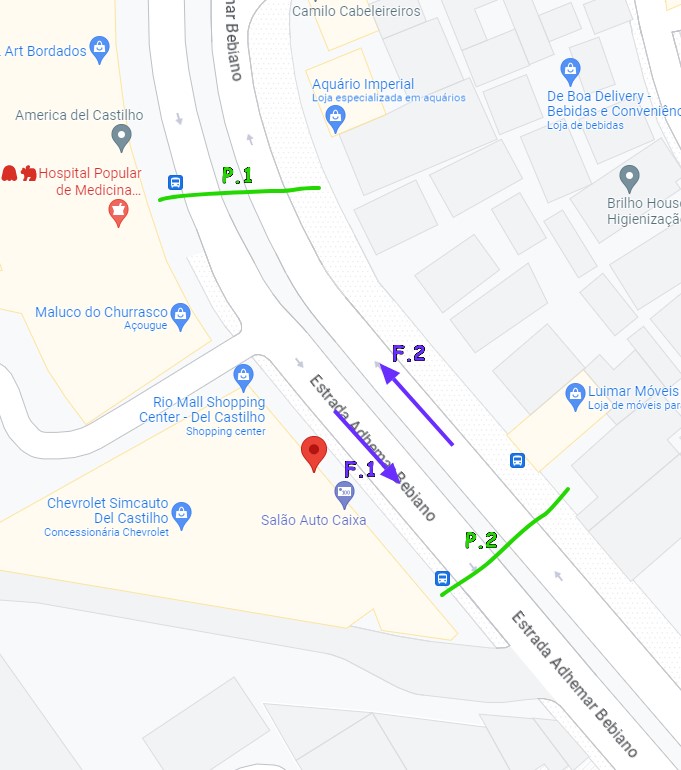 Camilo Cabeleireiros
mar Bebiano
Art Bordados
Aquário Imperial
Loja especializada em aquários
De Boa Delivery -
Bebidas e Conveniênc
Loja de bebidas
America del Castilho
P.1
Hospital Popular
de Medicina...
Brilho House
Higienizaçã
Maluco do Churrasco
Açougue
F.2
Rio Mall Shopping
Center - Del Castilho
Shopping center
Estrada Adhemar Bebiano
Luimar Móveis
Loja de móveis par
F.1
Chevrolet Simcauto
Del Castilho
Concessionária Chevrolet
Salão Auto Caixa
P.2
Estrada Adhemar Bebiano